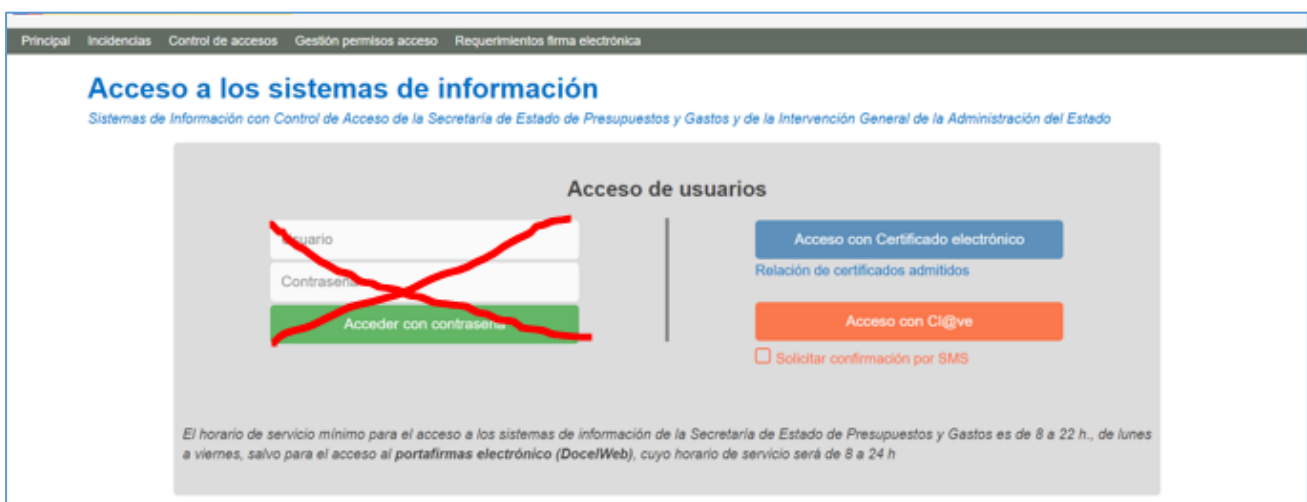 Principal Incidencias Control de accesos Gestión permisos acceso Requerimientos firma electrónica
Acceso a los sistemas de información
Sistemas de Información con Control de Acceso de la Secretaría de Estado de Presupuestos y Gastos y de la Intervención General de la Administración del Estado
Acceso de usuarios
Usuario
Contraseña
Acceder con contraseña
Acceso con Certificado electrónico
Relación de certificados admitidos
Acceso con Cl@ve
Solicitar confirmación por SMS
El horario de servicio mínimo para el acceso a los sistemas de información de la Secretaría de Estado de Presupuestos y Gastos es de 8 a 22 h., de lunes
a viernes, salvo para el acceso al portafirmas electrónico (DocelWeb), cuyo horario de servicio será de 8 a 24 h